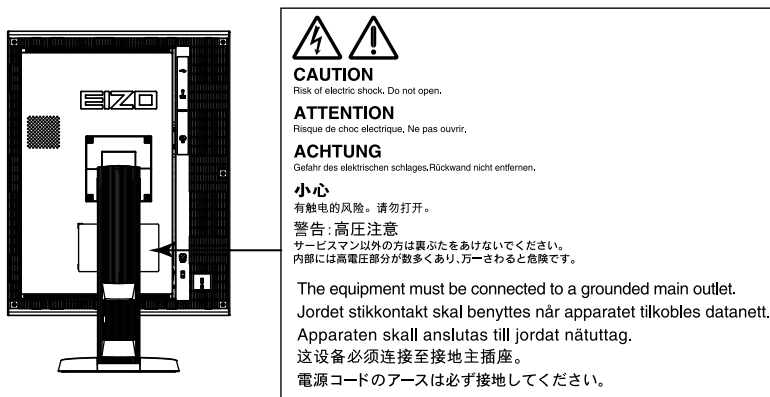 EIZO
CAUTION
Risk of electric shock. Do not open.
ATTENTION
Risque de choc electrique, Ne pas ouvrir,
ACHTUNG
Gefahr des elektrischen schlages.Rückwand nicht entfernen.
小心
有触电的风险。请勿打开。
警告:高圧注意
サービスマン以外の方は裏ぶたをあけないでください。
内部には高電圧部分が数多くあり、万一さわると危険です。
The equipment must be connected to a grounded main outlet.
Jordet stikkontakt skal benyttes når apparatet tilkobles datanett.
Apparaten skall anslutas till jordat nätuttag.
这设备必须连接至接地主插座。
電源コードのアースは必ず接地してください。